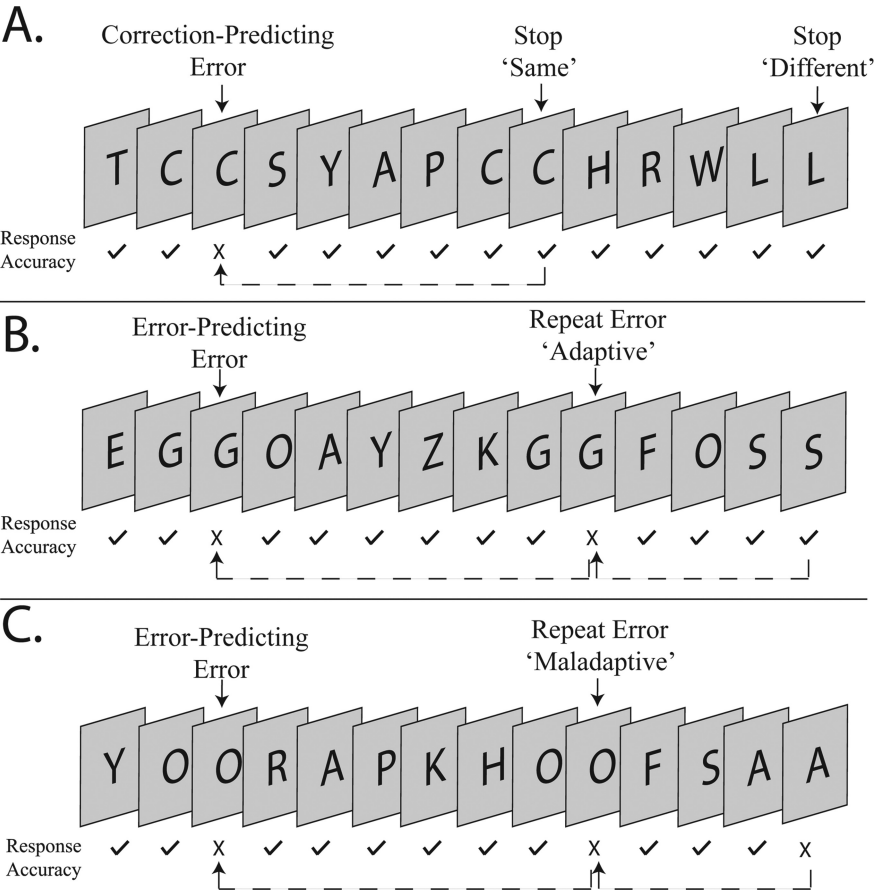 A.
Correction-Predicting
Error
Stop
‘Same’
Stop
‘Different’
T C C S Y A P C C H R W L L
Response
Accuracy
✓ ✓ X ✓ ✓ ✓ ✓ ✓ ✓ ✓ ✓ ✓ ✓ ✓
B.
Error-Predicting
Error
Repeat Error
‘Adaptive’
E G G O A Y Z K G G F O S S
Response
Accuracy
✓ ✓ X ✓ ✓ ✓ ✓ ✓ ✓ X ✓ ✓ ✓ ✓
C.
Error-Predicting
Error
Repeat Error
‘Maladaptive’
Y O O R A P K H O O F S A A
Response
Accuracy
✓ ✓ X ✓ ✓ ✓ ✓ ✓ ✓ X ✓ ✓ ✓ X